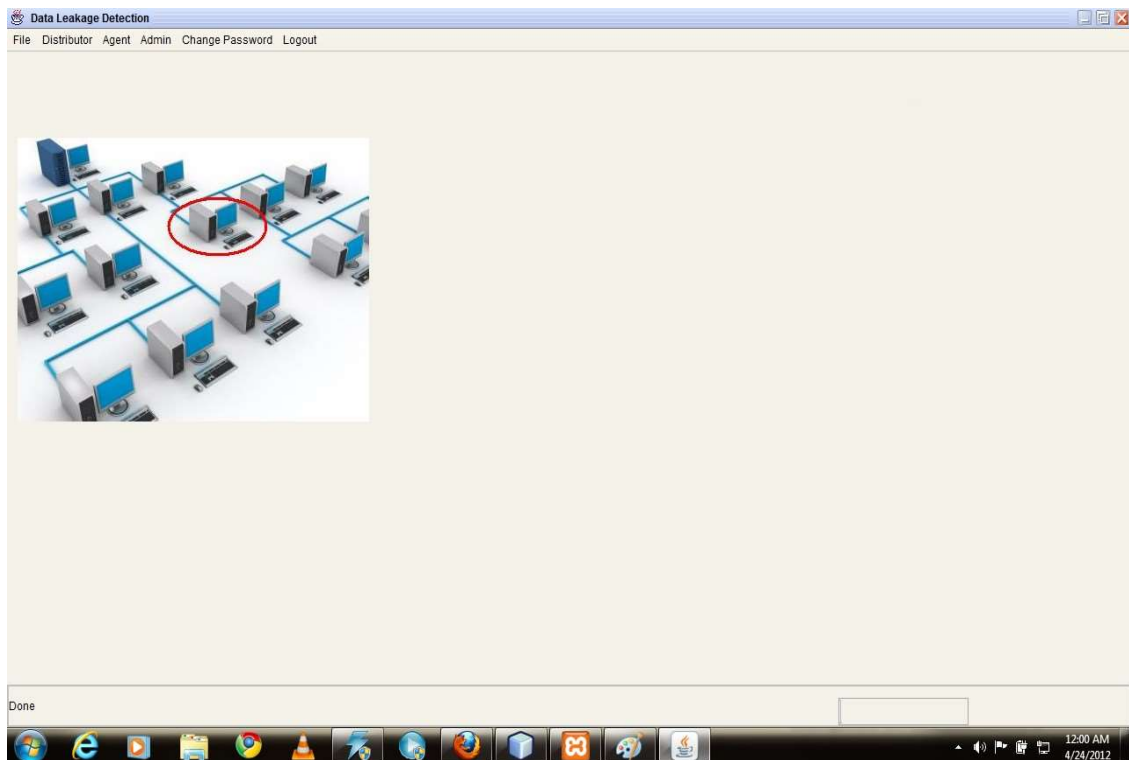 Data Leakage Detection
File Distributor Agent Admin Change Password Logout
Done
12:00 AM
4/24/2012